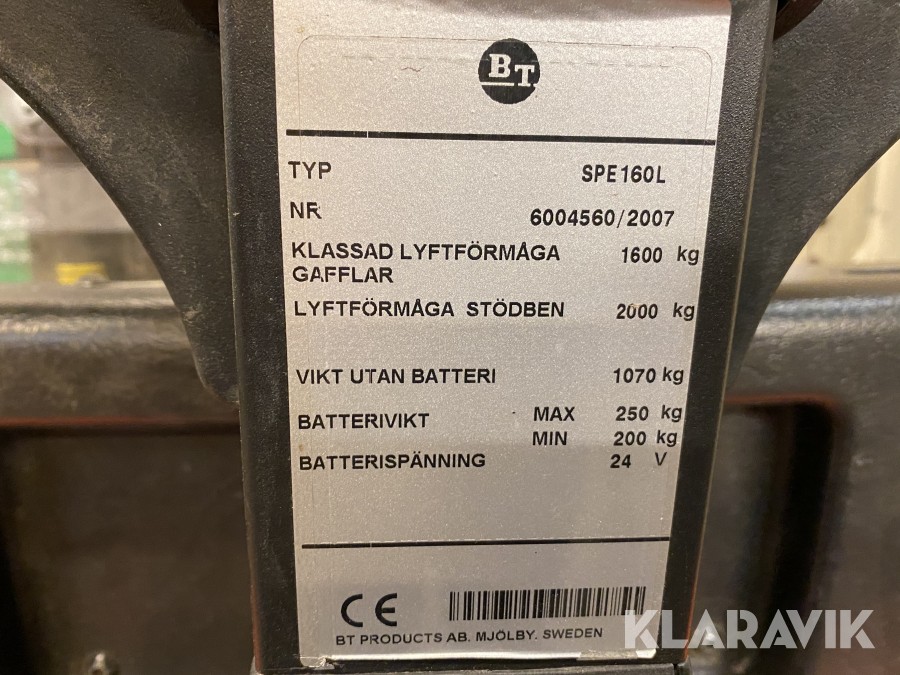 BT
TYP SPE160L
NR 6004560/2007
KLASSAD LYFTFÖRMÅGA 1600 kg
GAFFLAR
LYFTFÖRMÅGA STÖDBEN 2000 kg
VIKT UTAN BATTERI 1070 kg
BATTERIVIKT MAX 250 kg
MIN 200 kg
BATTERISPÄNNING 24 V
CE
BT PRODUCTS AB. MJÖLBY. SWEDEN
KLARAVIK